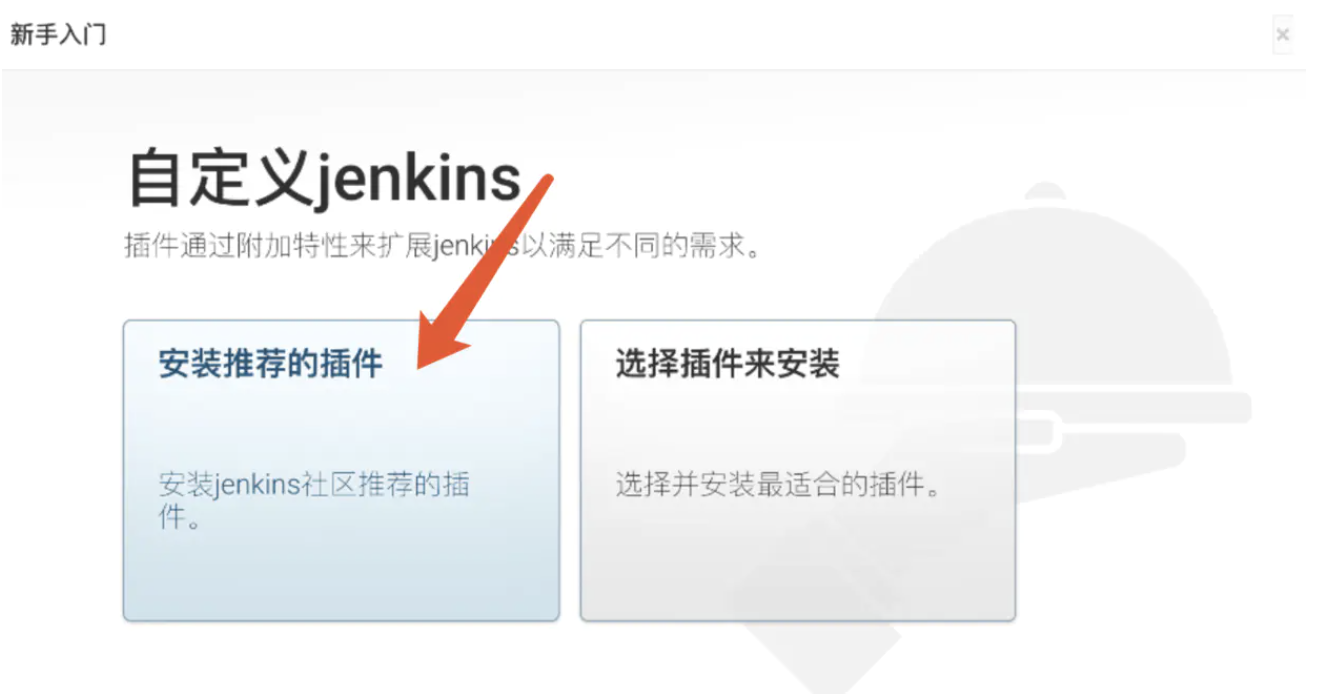 新手入门
×
自定义jenkins
插件通过附加特性来扩展jenkins以满足不同的需求。
安装推荐的插件
安装jenkins社区推荐的插
件。
选择插件来安装
选择并安装最适合的插件。